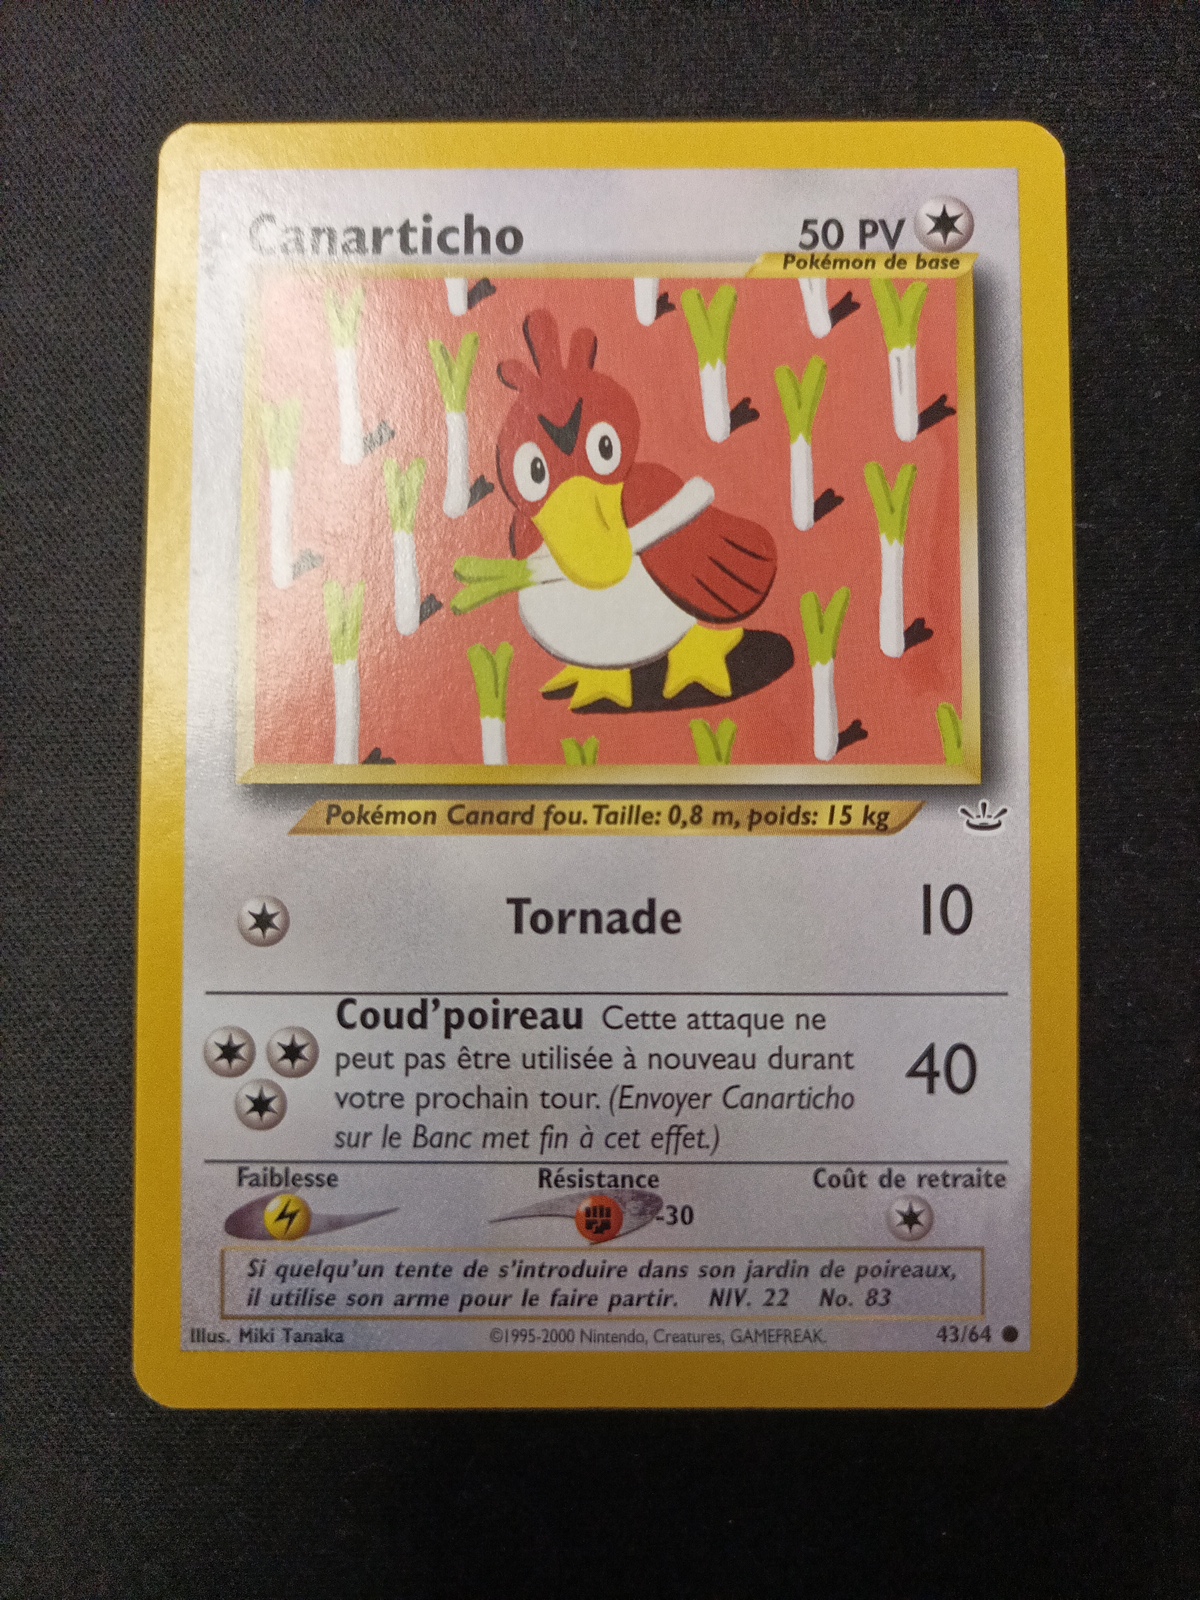 Canarticho
50 PV
Pokémon de base
Pokémon Canard fou. Taille: 0,8 m, poids: 15 kg
Tornade 10
Coud'poireau Cette attaque ne
peut pas être utilisée à nouveau durant
votre prochain tour. (Envoyer Canarticho
sur le Banc met fin à cet effet.)
40
Faiblesse Résistance Coût de retraite
-30
Si quelqu'un tente de s'introduire dans son jardin de poireaux,
il utilise son arme pour le faire partir. NIV. 22 No. 83
Illus. Miki Tanaka ©1995-2000 Nintendo, Creatures, GAMEFREAK. 43/64